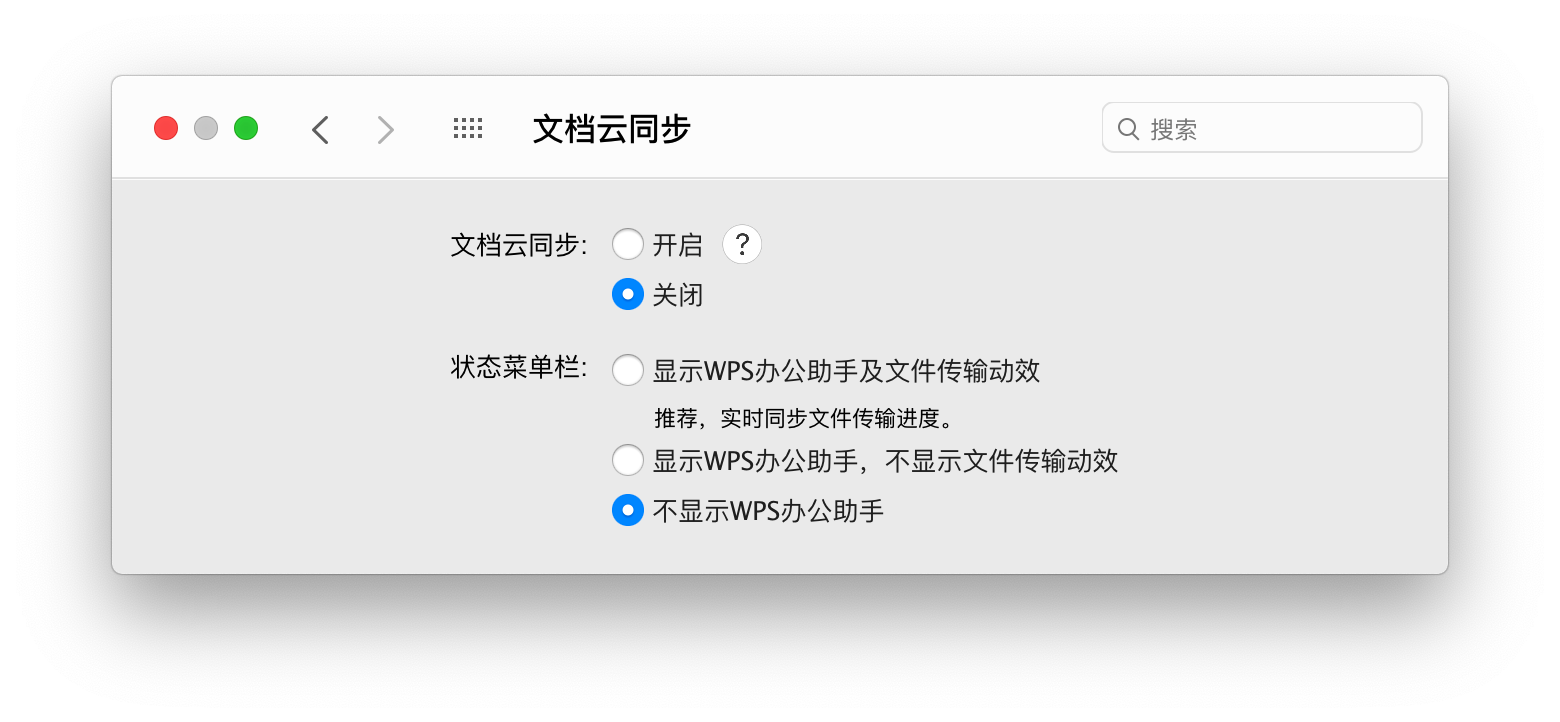 文档云同步
搜索
文档云同步: 开启 ?
关闭
状态菜单栏: 显示WPS办公助手及文件传输动效
推荐，实时同步文件传输进度。
显示WPS办公助手，不显示文件传输动效
不显示WPS办公助手